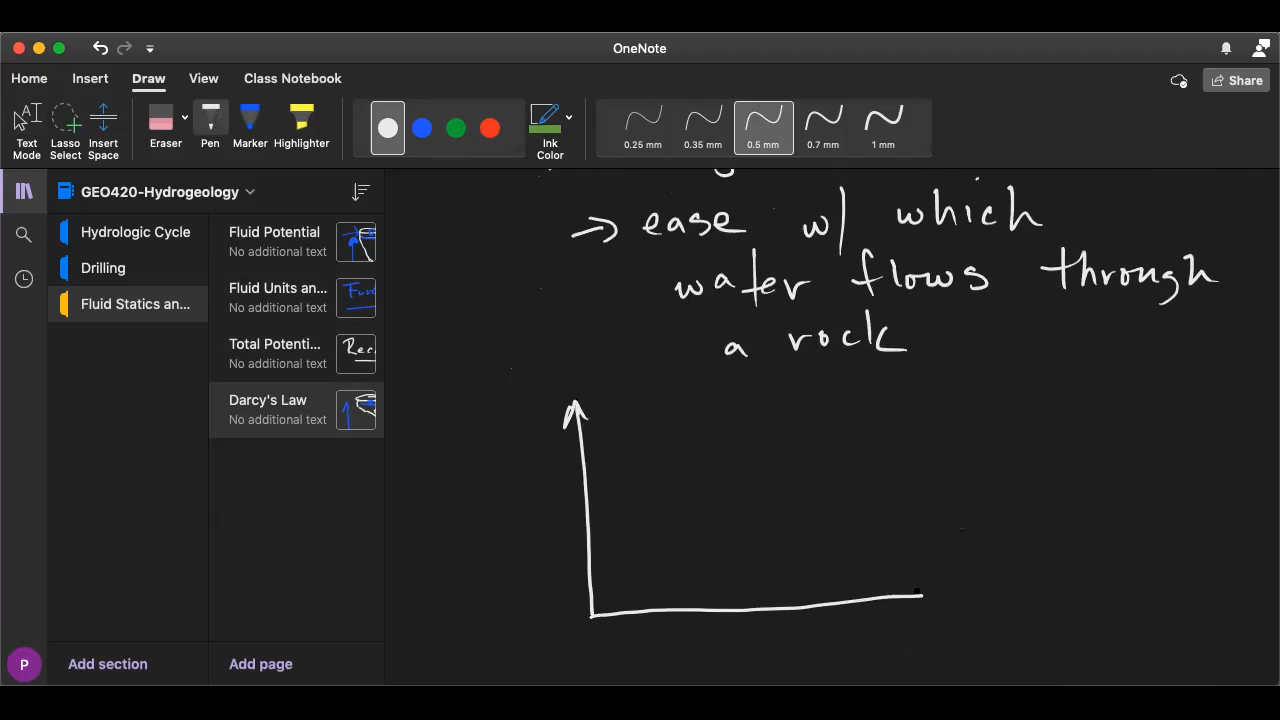 OneNote
Home Insert Draw View Class Notebook
Share
Text Mode
Lasso Select
Insert Space
Eraser
Pen
Marker
Highlighter
Ink Color
0.25 mm
0.35 mm
0.5 mm
0.7 mm
1 mm
GEO420-Hydrogeology
Hydrologic Cycle
Drilling
Fluid Statics an...
Fluid Potential
No additional text
Fluid Units an...
No additional text
Total Potenti...
No additional text
Darcy's Law
No additional text
Rec
→ ease w/ which
water flows through
a rock
P
Add section
Add page